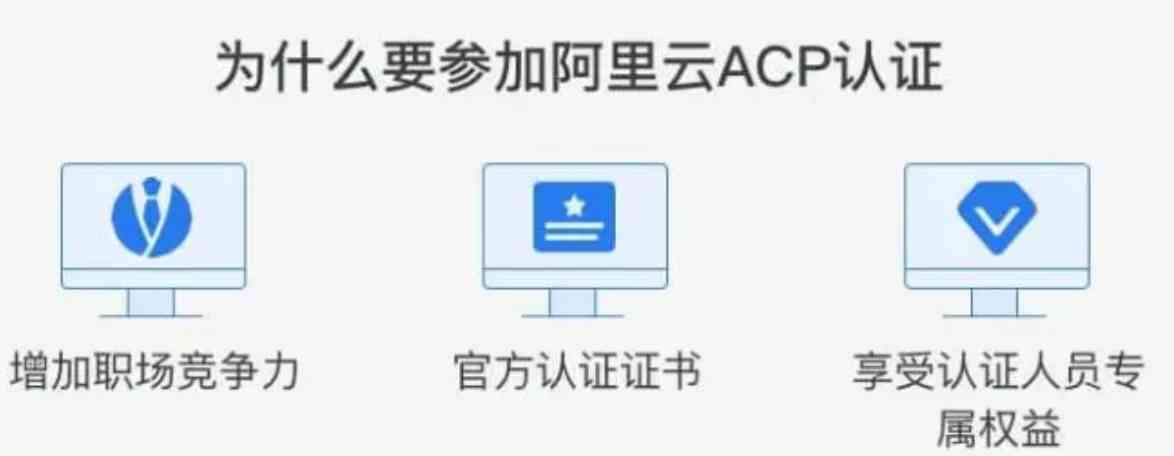 为什么要参加阿里云ACP认证
增加职场竞争力
官方认证证书
享受认证人员专
属权益